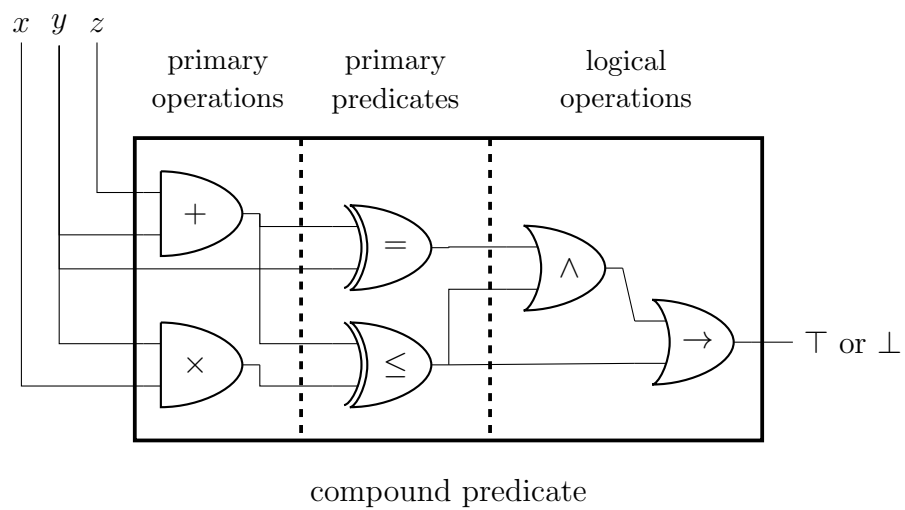 x y z
primary primary logical
operations predicates operations
+
=
∧
× ≤ → ⊤ or ⊥
compound predicate